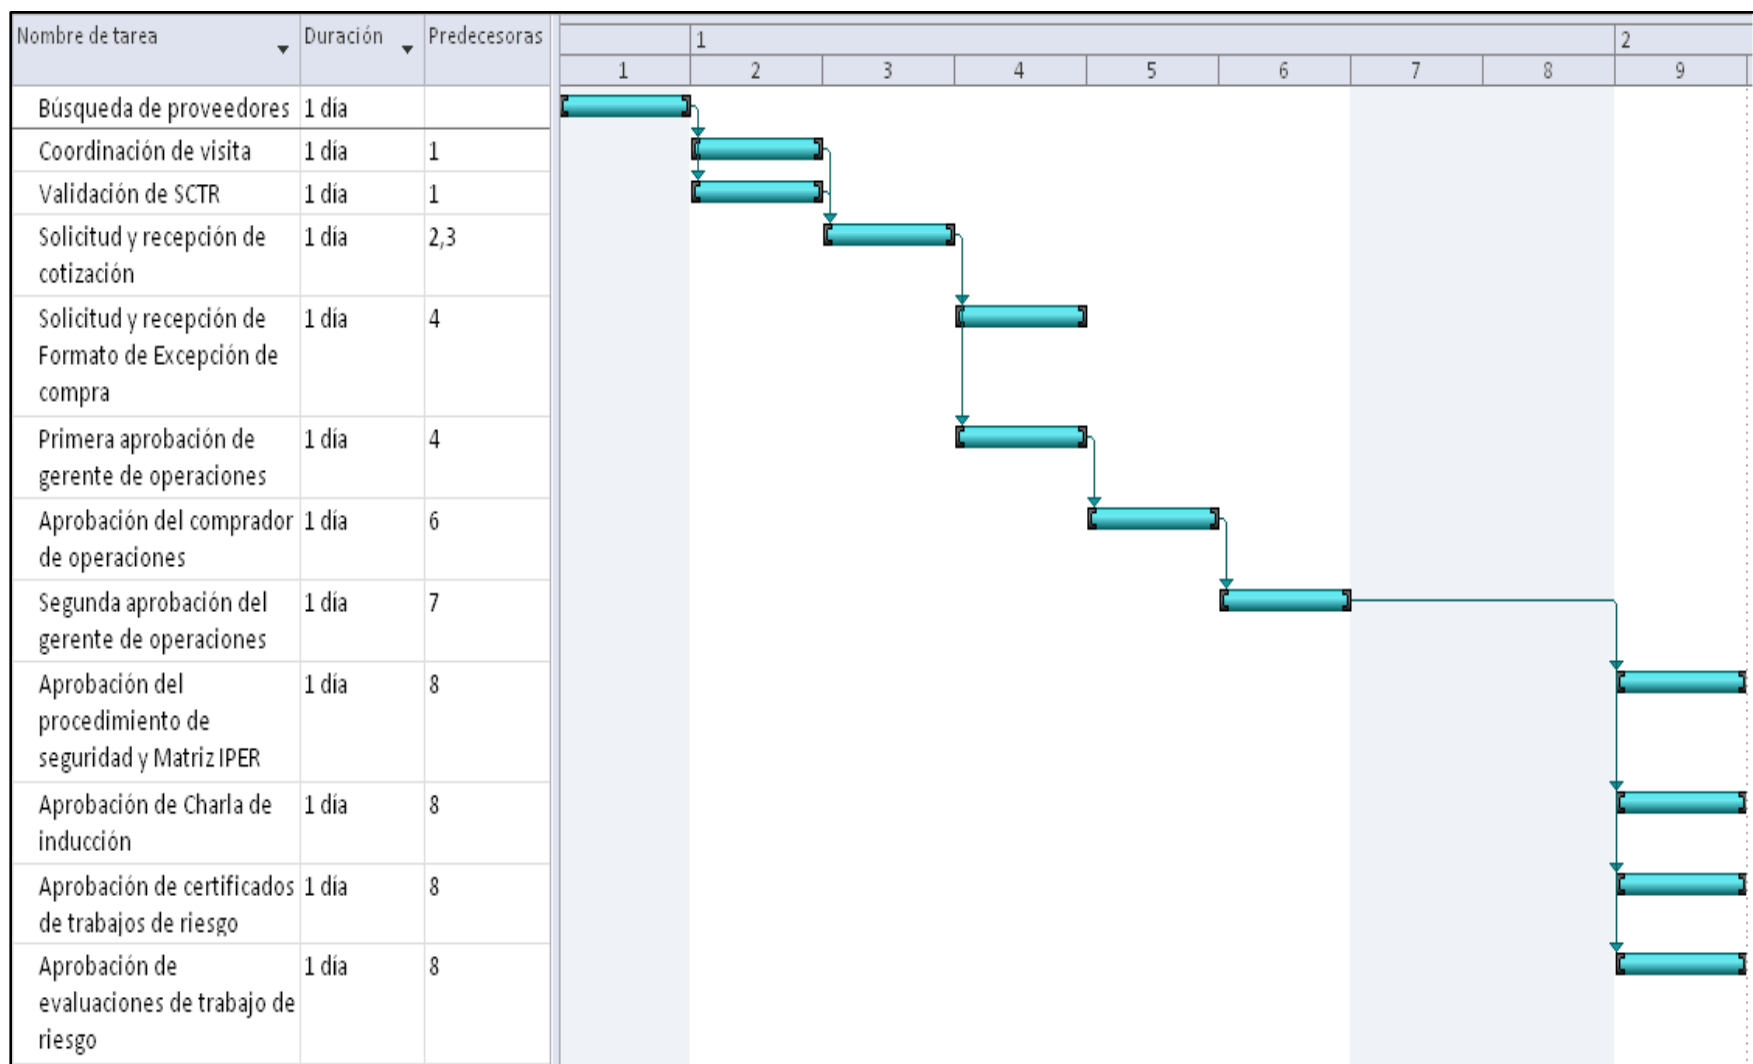 Nombre de tarea Duración Predecesoras
1 2
1 2 3 4 5 6 7 8 9
Búsqueda de proveedores 1 día
Coordinación de visita 1 día 1
Validación de SCTR 1 día 1
Solicitud y recepción de 1 día 2,3
cotización
Solicitud y recepción de 1 día 4
Formato de Excepción de
compra
Primera aprobación de 1 día 4
gerente de operaciones
Aprobación del comprador 1 día 6
de operaciones
Segunda aprobación del 1 día 7
gerente de operaciones
Aprobación del 1 día 8
procedimiento de
seguridad y Matriz IPER
Aprobación de Charla de 1 día 8
inducción
Aprobación de certificados 1 día 8
de trabajos de riesgo
Aprobación de 1 día 8
evaluaciones de trabajo de
riesgo